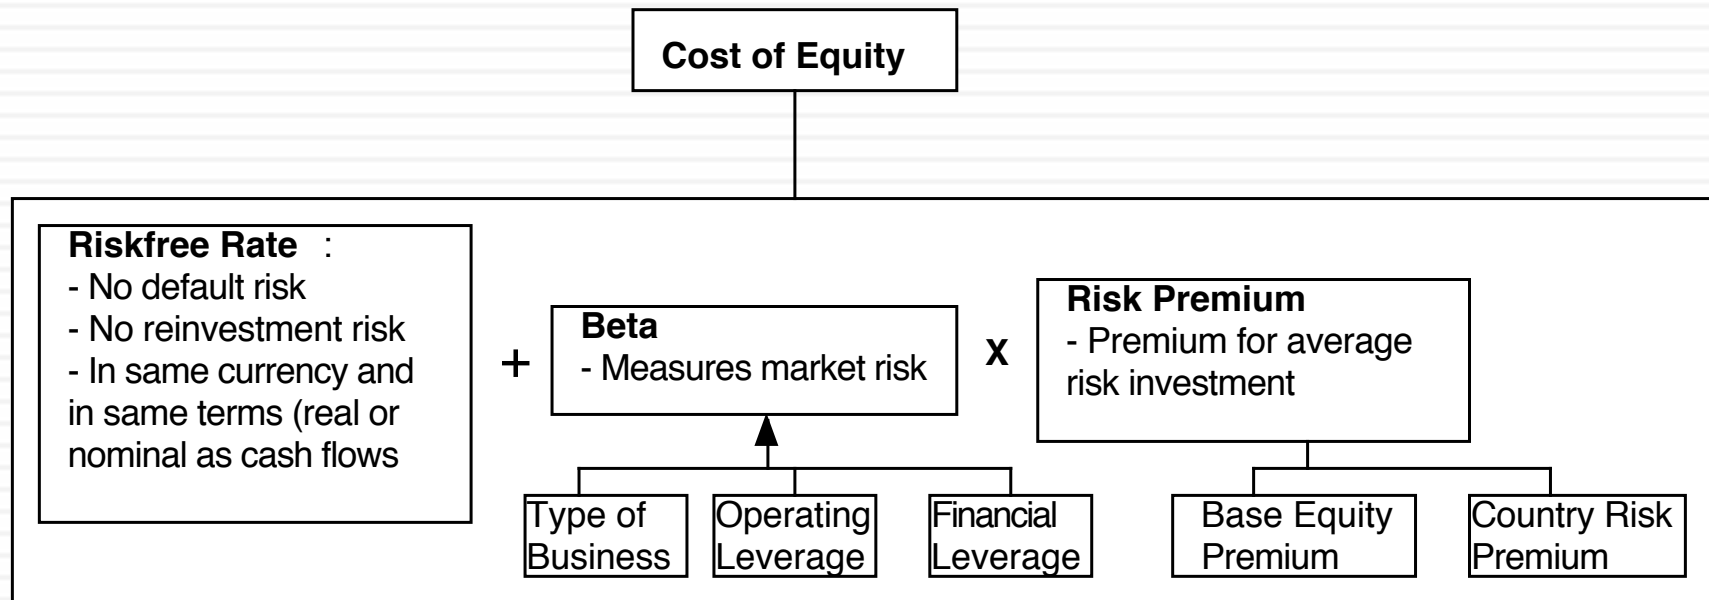 Cost of Equity
Riskfree Rate :
- No default risk
- No reinvestment risk
- In same currency and
in same terms (real or
nominal as cash flows
+
Beta
- Measures market risk
x
Risk Premium
- Premium for average
risk investment
Type of
Business
Operating
Leverage
Financial
Leverage
Base Equity
Premium
Country Risk
Premium